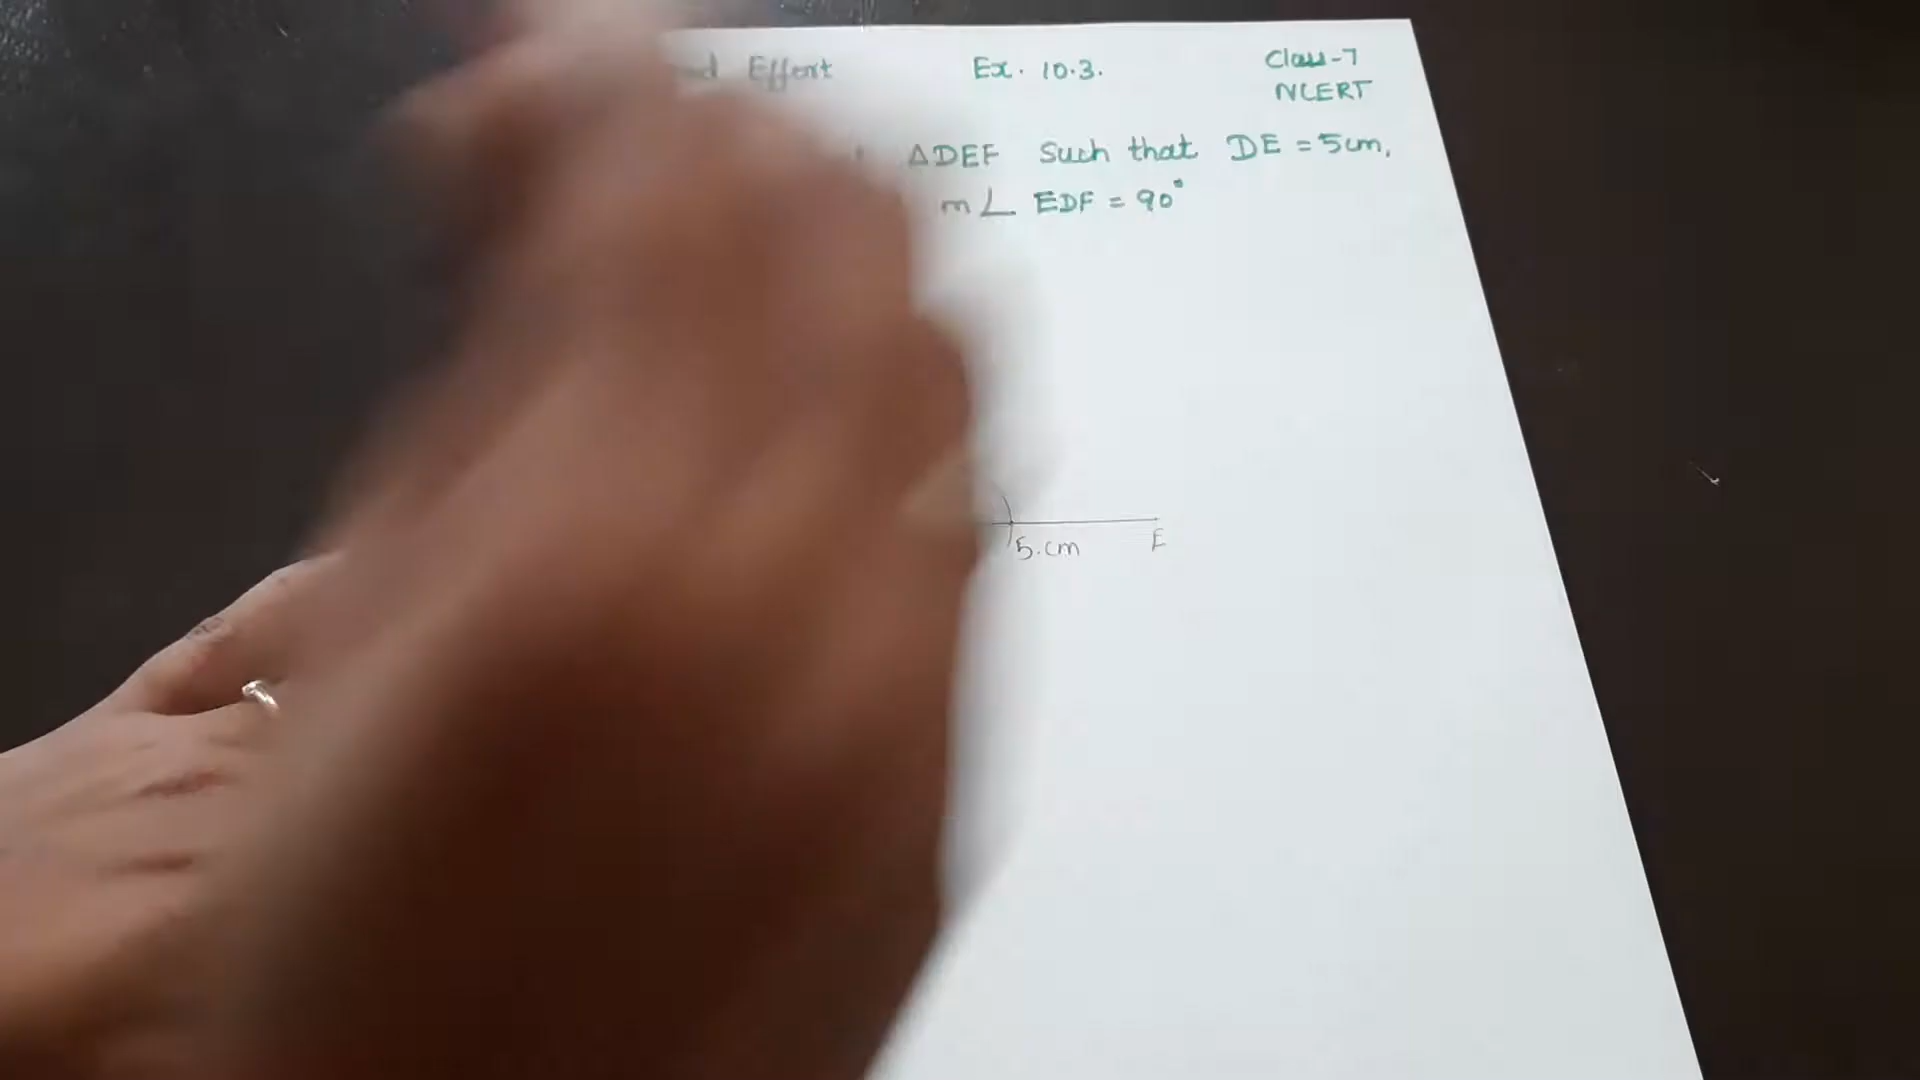 Effort Ex. 10.3. Class-7
NCERT
ΔDEF Such that DE = 5cm,
m∠ EDF = 90°
5.cm E